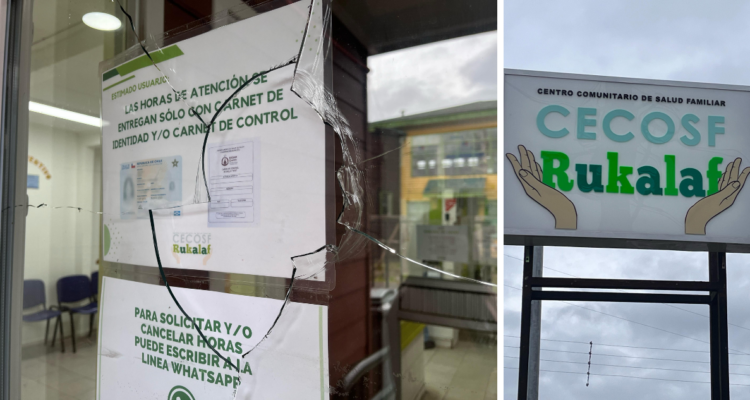 ESTIMADO USUARIO:
LAS HORAS DE ATENCIÓN SE
ENTREGAN SÓLO CON CARNET DE
IDENTIDAD Y/O CARNET DE CONTROL
CECOSF
Rukalaf
PARA SOLICITAR Y/O
CANCELAR HORAS
PUEDE ESCRIBIR A LA
LINEA WHATSAPP
CENTRO COMUNITARIO DE SALUD FAMILIAR
CECOSF
Rukalaf